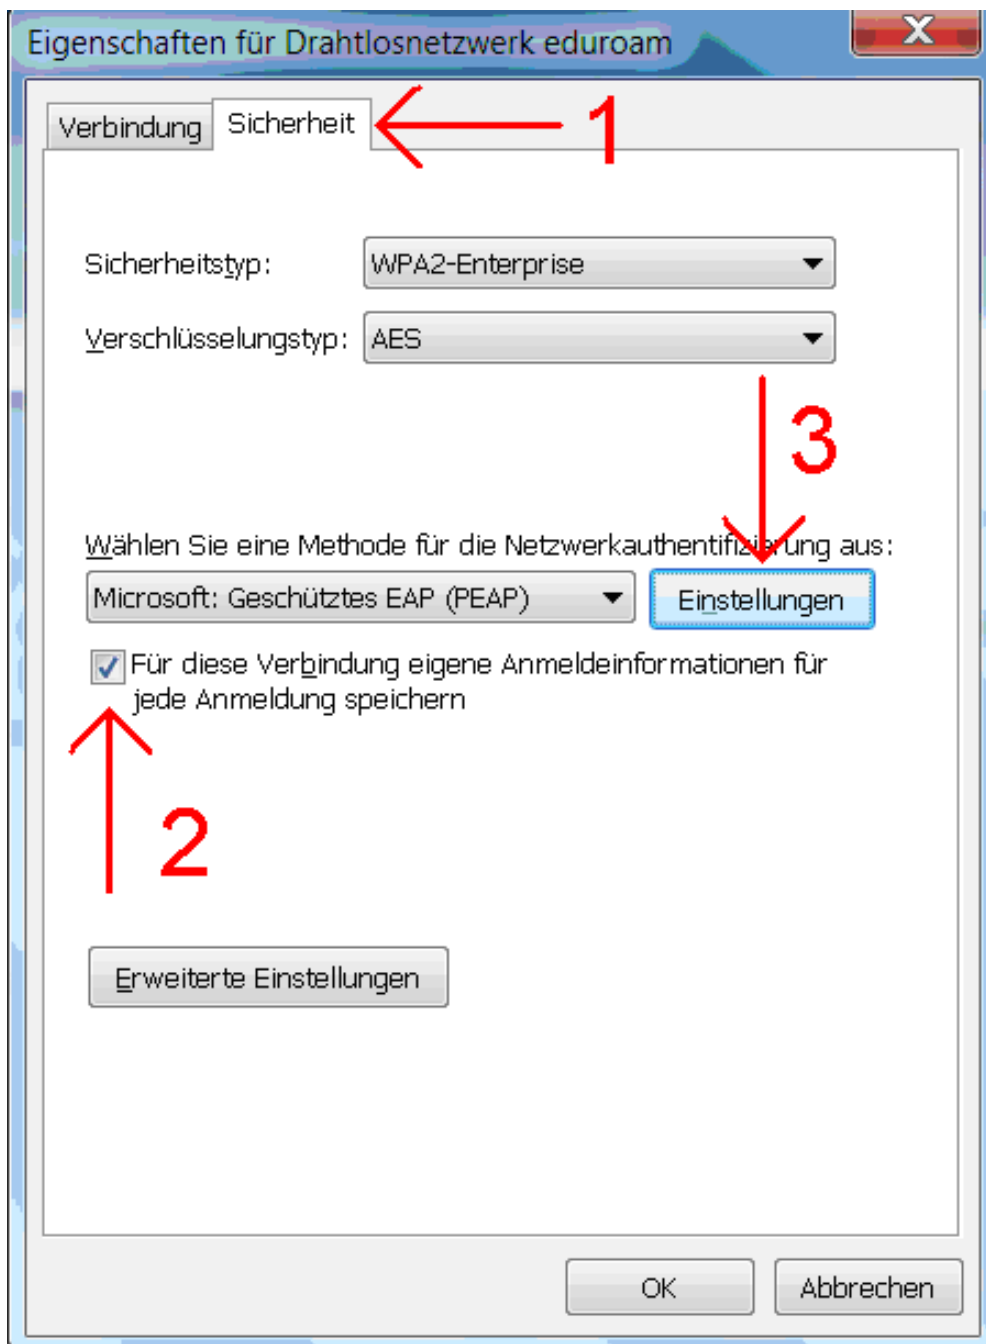 Eigenschaften für Drahtlosnetzwerk eduroam
X
Verbindung
Sicherheit
1
Sicherheitstyp:
WPA2-Enterprise
Verschlüsselungstyp:
AES
3
Wählen Sie eine Methode für die Netzwerkauthentifizierung aus:
Microsoft: Geschütztes EAP (PEAP)
Einstellungen
Für diese Verbindung eigene Anmeldeinformationen für
jede Anmeldung speichern
2
Erweiterte Einstellungen
OK
Abbrechen